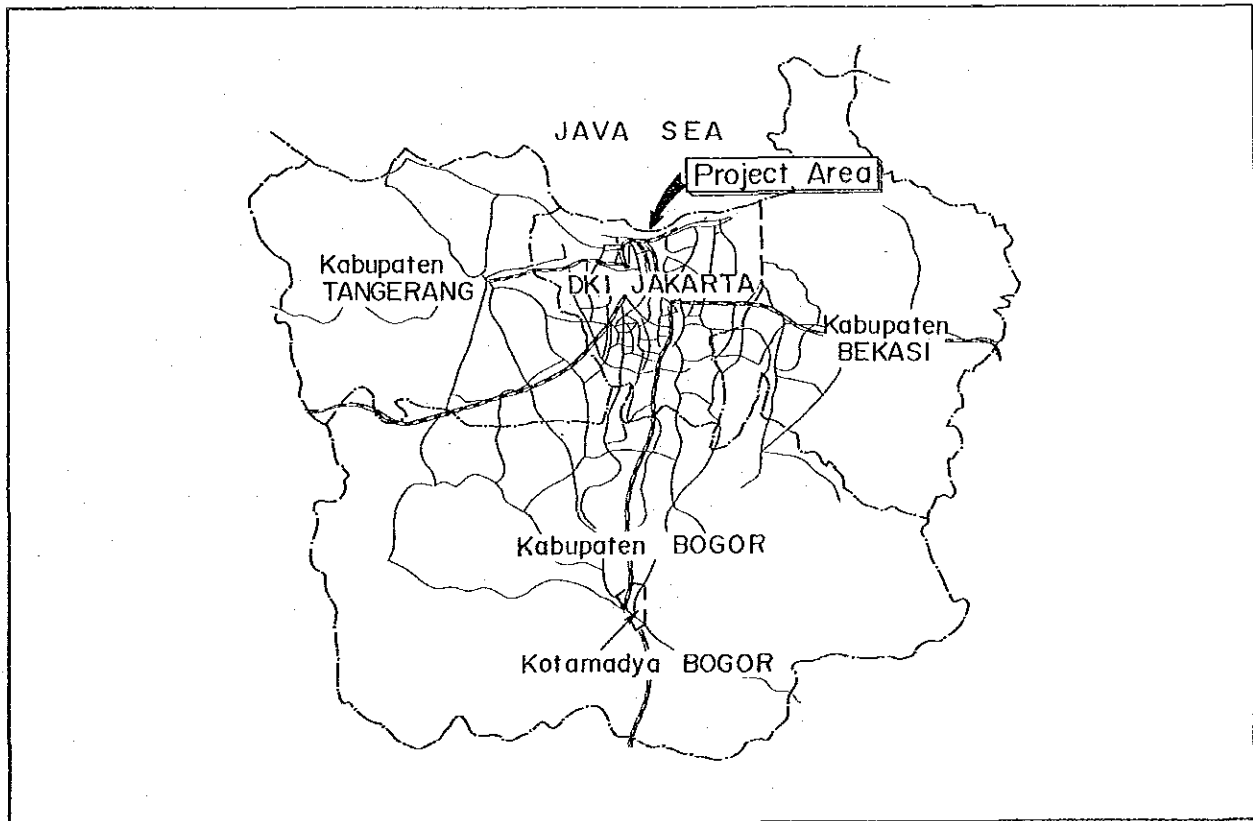 JAVA SEA
Project Area
Kabupaten
TANGERANG
DKI JAKARTA
Kabupaten
BEKASI
Kabupaten BOGOR
Kotamadya BOGOR